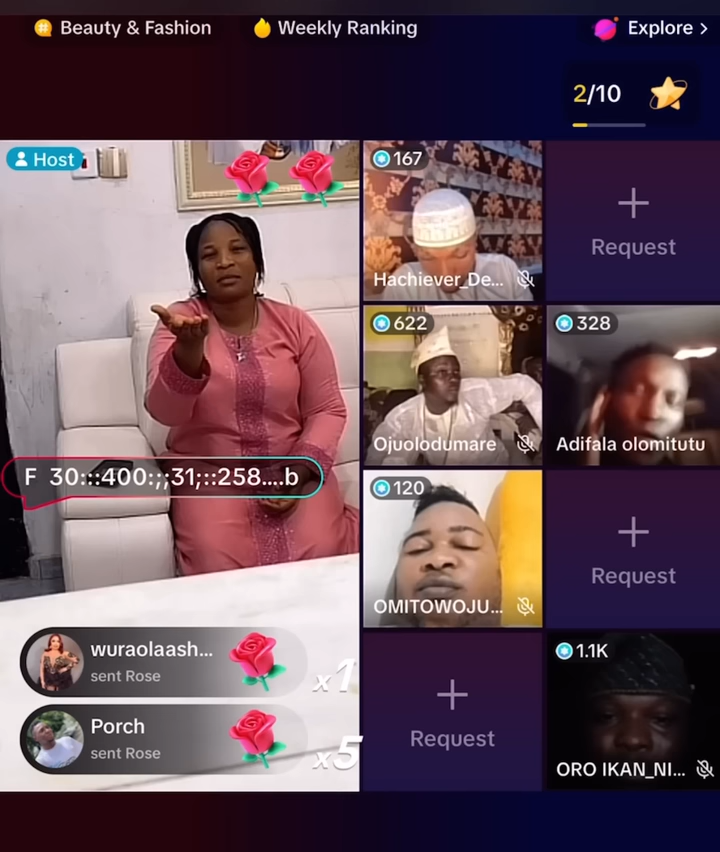 Beauty & Fashion
Weekly Ranking
Explore >
2/10
Host
167
Hachiever_De...
Request
622
Ojuolodumare
328
Adifala olomitutu
F 30:::400:;;31;::258....b
120
OMITOWOJU...
Request
wuraolaash...
sent Rose
x1
Porch
sent Rose
x5
Request
1.1K
ORO IKAN_NI...